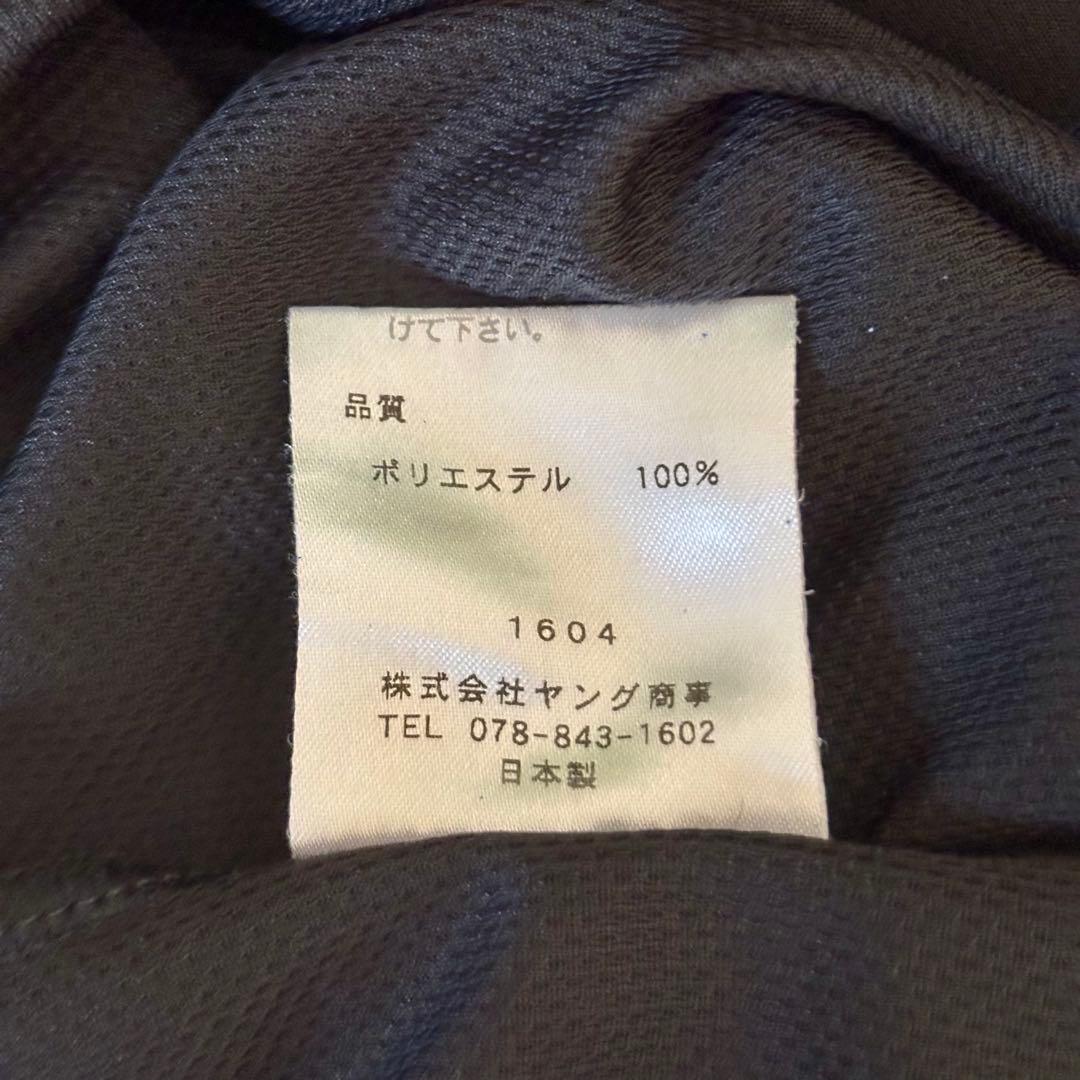 けて下さい。
品質
ポリエステル 100%
1604
株式会社ヤング商事
TEL 078-843-1602
日本製